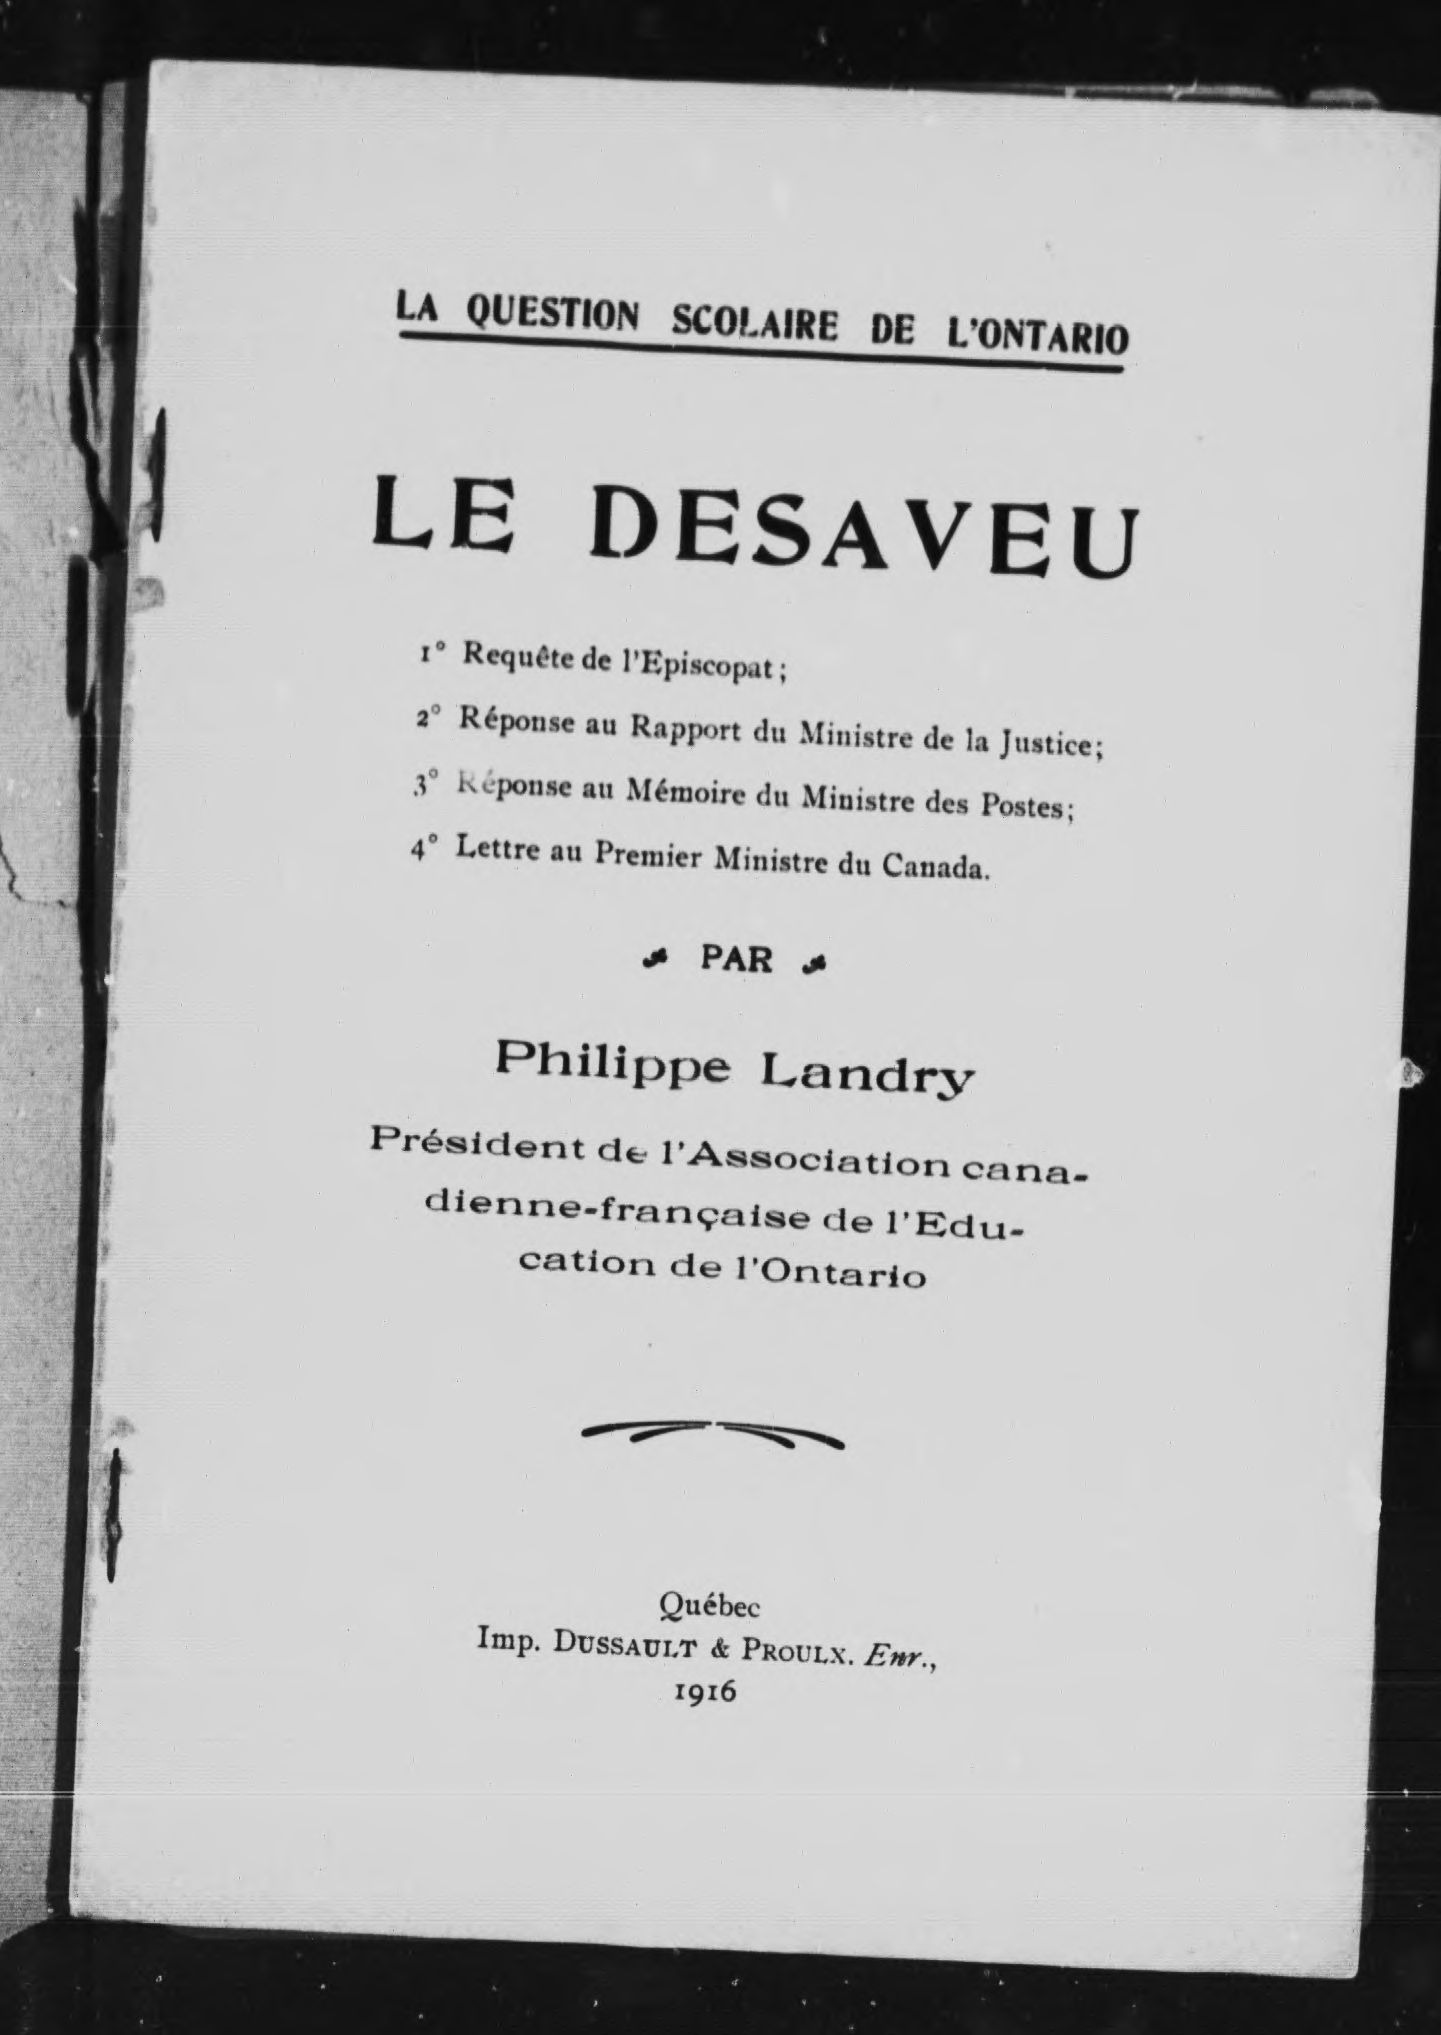 LA QUESTION SCOLAIRE DE L'ONTARIO
LE DESAVEU
1° Requête de l'Episcopat;
2° Réponse au Rapport du Ministre de la Justice;
3° Réponse au Mémoire du Ministre des Postes;
4° Lettre au Premier Ministre du Canada.
PAR
Philippe Landry
Président de l'Association cana-
dienne-française de l'Edu-
cation de l'Ontario
Québec
Imp. DUSSAULT & PROULX. Enr.,
1916